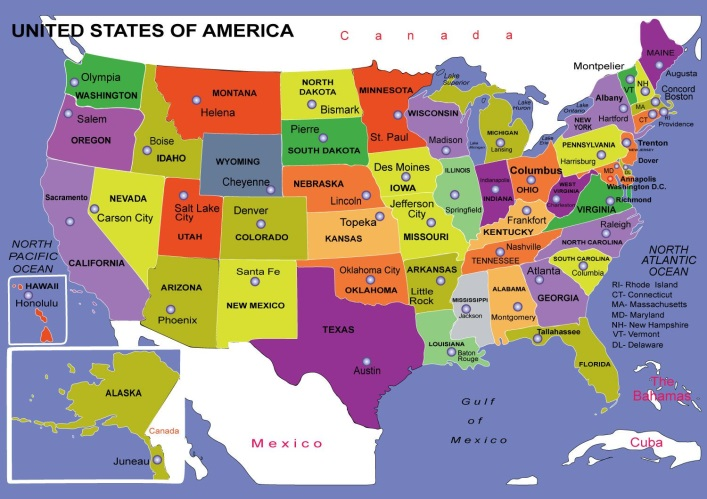 UNITED STATES OF AMERICA
C a n a d a
Olympia
WASHINGTON
Salem
OREGON
Boise
IDAHO
MONTANA
Helena
NORTH
DAKOTA
Bismark
MINNESOTA
St. Paul
Lake
Superior
Lake
Huron
Lake
Ontario
WISCONSIN
Madison
MICHIGAN
Lansing
Montpelier
MAINE
Augusta
VT
NH
Concord
Boston
MA
Albany
Hartford
CT
RI
Providence
NEW
YORK
PENNSYLVANIA
Harrisburg
Trenton
NEW JERSEY
Dover
MD
Annapolis
Washington D.C.
WYOMING
Cheyenne
Pierre
SOUTH DAKOTA
Des Moines
IOWA
ILLINOIS
Springfield
Indianapolis
INDIANA
Columbus
OHIO
WEST
VIRGINIA
Charleston
Richmond
VIRGINIA
Sacramento
CALIFORNIA
NEVADA
Carson City
Salt Lake
City
UTAH
Denver
COLORADO
NEBRASKA
Lincoln
Topeka
KANSAS
Jefferson
City
MISSOURI
Frankfort
KENTUCKY
Nashville
TENNESSEE
Raleigh
NORTH CAROLINA
SOUTH CAROLINA
Columbia
NORTH
PACIFIC
OCEAN
HAWAII
Honolulu
ARIZONA
Phoenix
Santa Fe
NEW MEXICO
Oklahoma City
OKLAHOMA
ARKANSAS
Little
Rock
MISSISSIPPI
Jackson
ALABAMA
Montgomery
Atlanta
GEORGIA
TEXAS
Austin
LOUISIANA
Baton
Rouge
Tallahassee
FLORIDA
NORTH
ATLANTIC
OCEAN
RI- Rhode Island
CT- Connecticut
MA- Massachusetts
MD- Maryland
NH- New Hampshire
VT- Vermont
DL- Delaware
ALASKA
Canada
Juneau
Mexico
Gulf
of
Mexico
The
Bahamas
Cuba